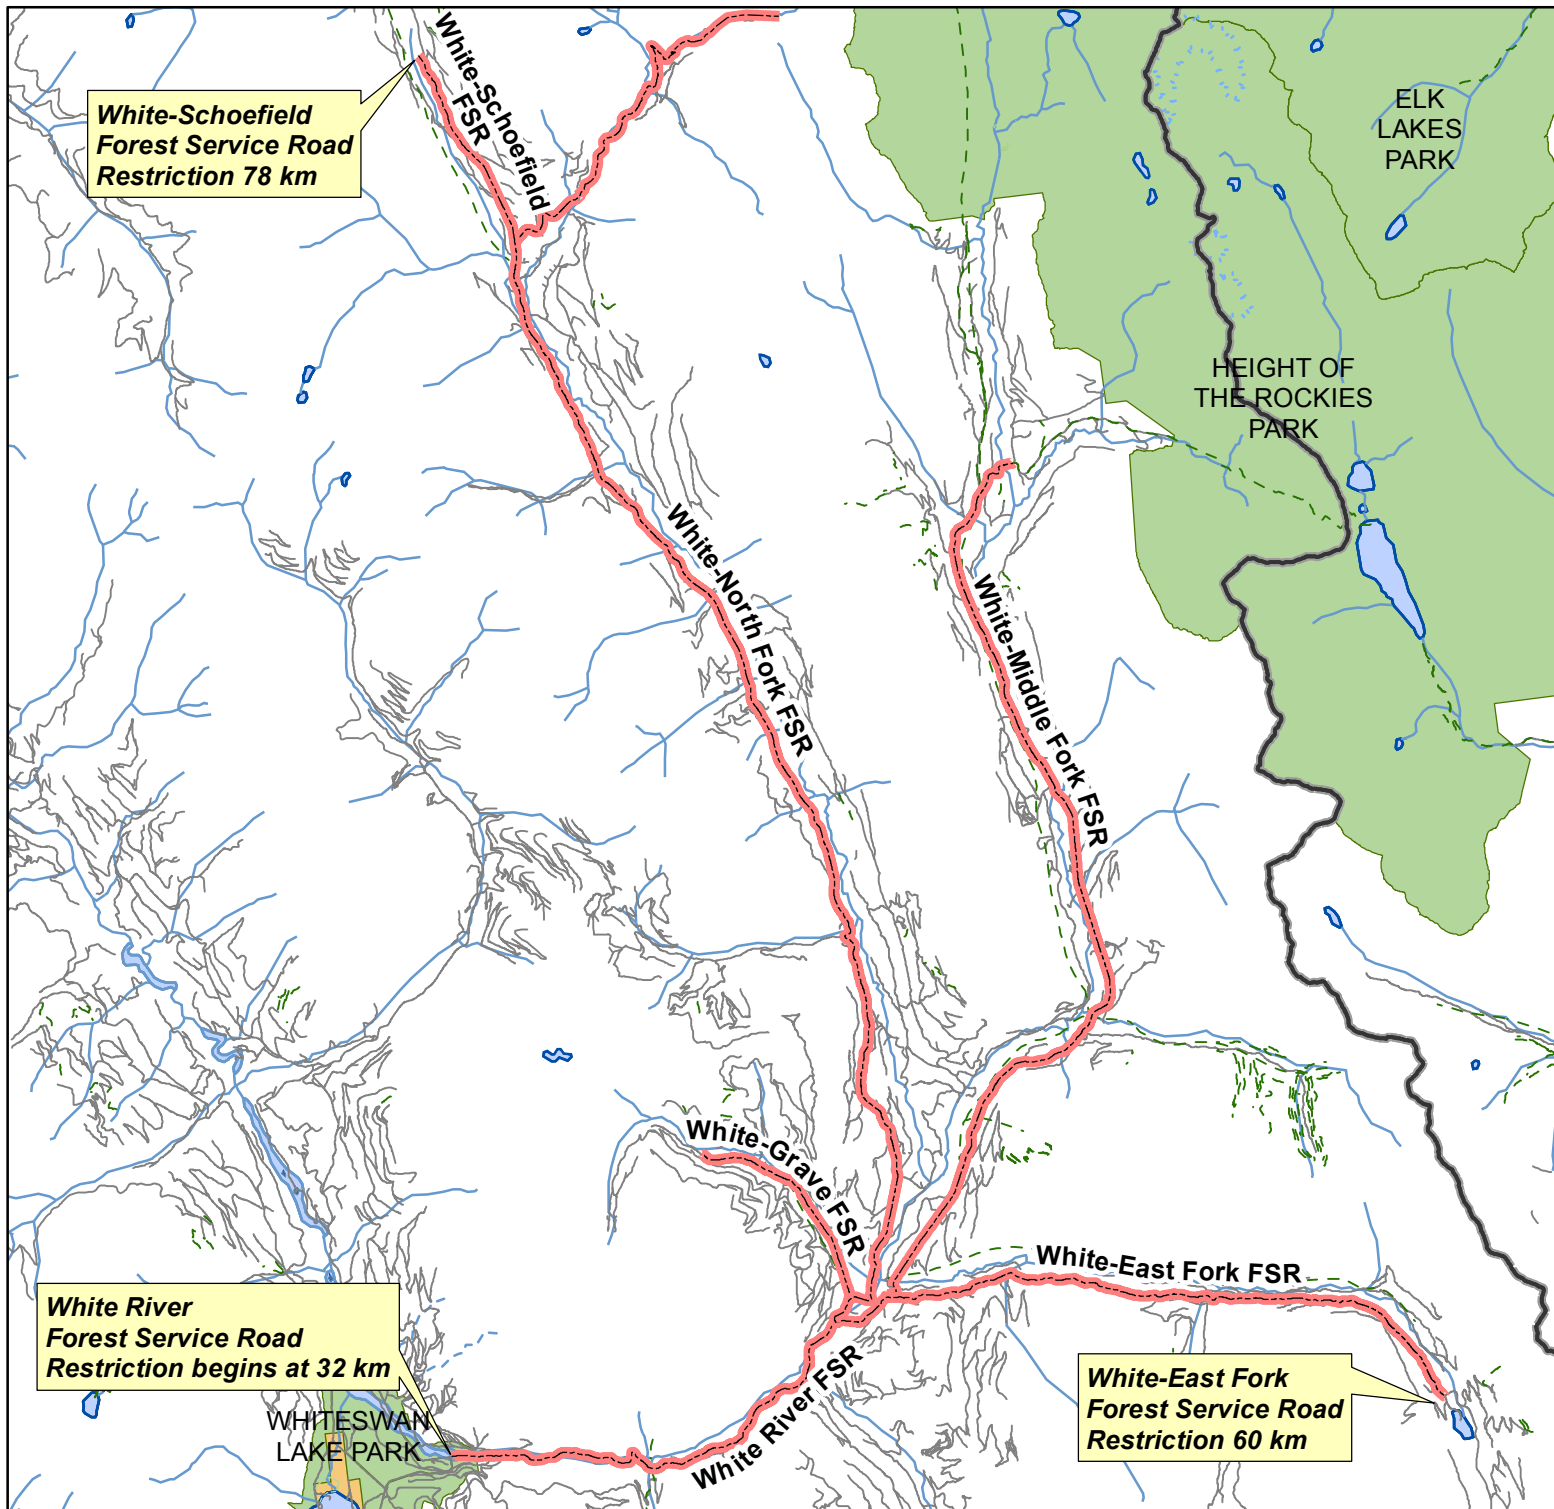 White-Schoefield
FSR
White-Schoefield
Forest Service Road
Restriction 78 km
ELK
LAKES
PARK
HEIGHT OF
THE ROCKIES
PARK
White-North Fork FSR
White-Middle Fork FSR
White-Grave FSR
White-East Fork FSR
White River
Forest Service Road
Restriction begins at 32 km
White River FSR
White-East Fork
Forest Service Road
Restriction 60 km
WHITESWAN
LAKE PARK